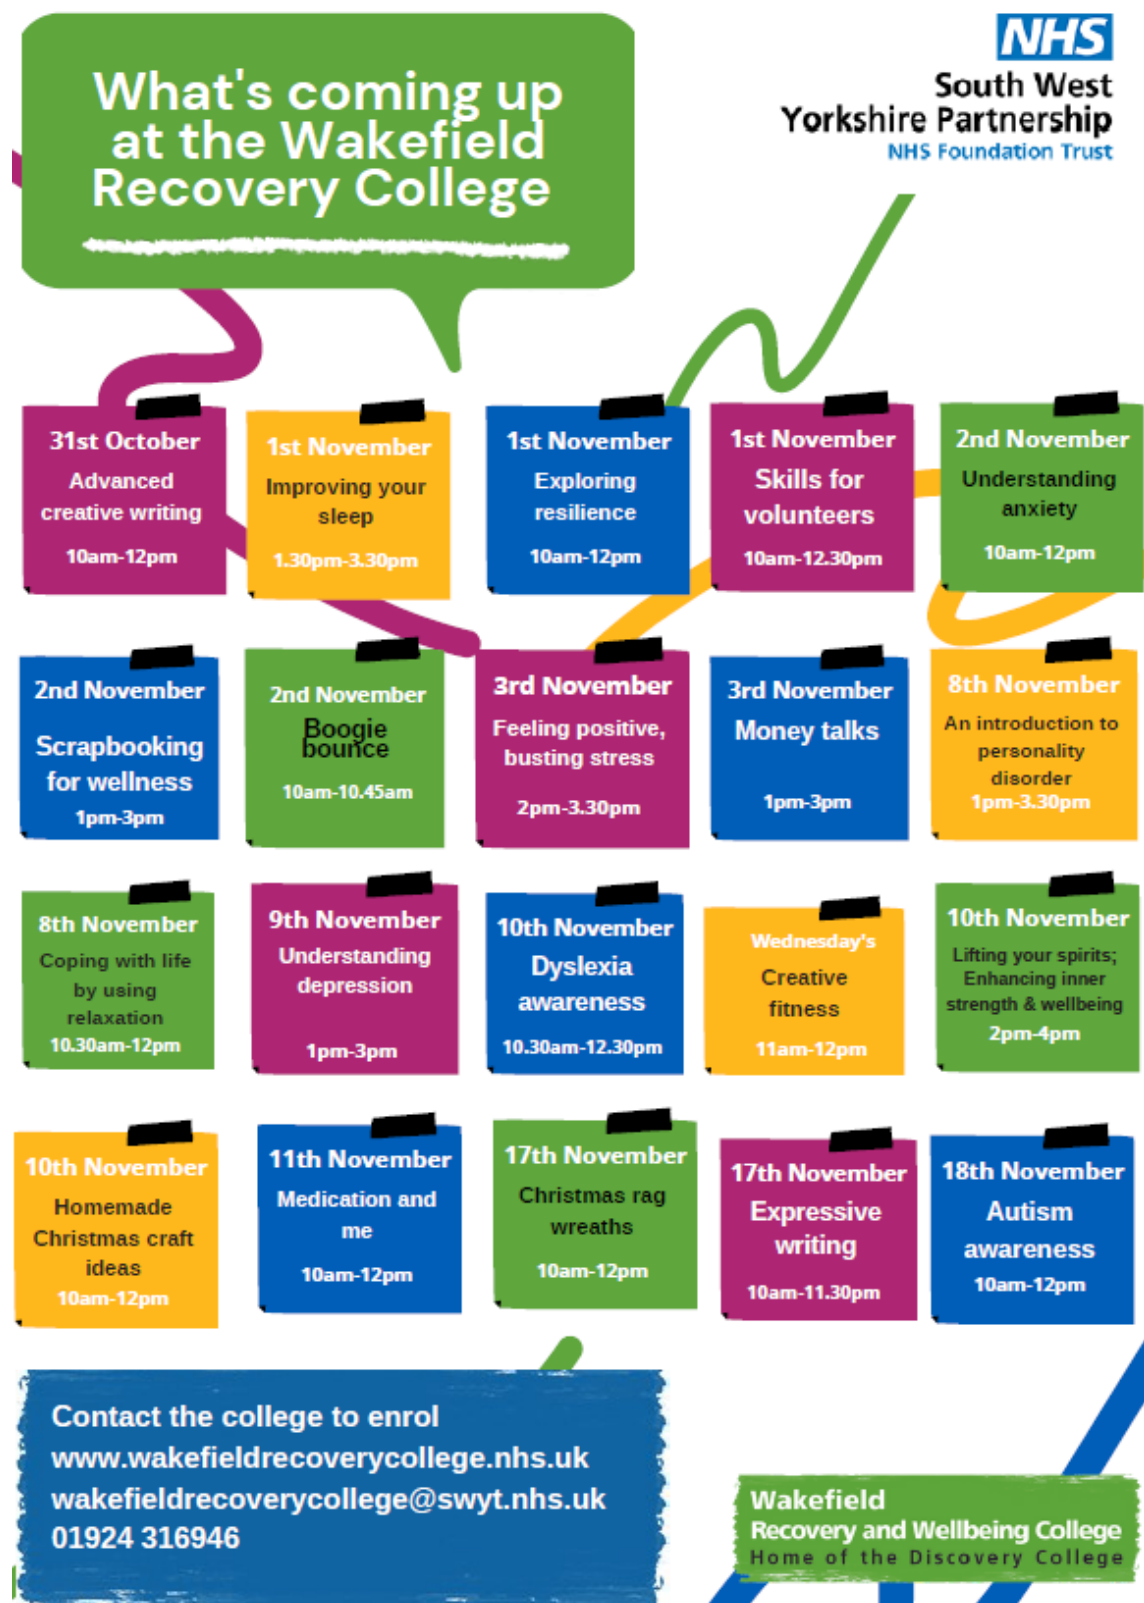 What's coming up
at the Wakefield
Recovery College
NHS
South West
Yorkshire Partnership
NHS Foundation Trust
31st October
Advanced
creative writing
10am-12pm
1st November
Improving your
sleep
1.30pm-3.30pm
1st November
Exploring
resilience
10am-12pm
1st November
Skills for
volunteers
10am-12.30pm
2nd November
Understanding
anxiety
10am-12pm
2nd November
Scrapbooking
for wellness
1pm-3pm
2nd November
Boogie
bounce
10am-10.45am
3rd November
Feeling positive,
busting stress
2pm-3.30pm
3rd November
Money talks
1pm-3pm
8th November
An introduction to
personality
disorder
1pm-3.30pm
8th November
Coping with life
by using
relaxation
10.30am-12pm
9th November
Understanding
depression
1pm-3pm
10th November
Dyslexia
awareness
10.30am-12.30pm
Wednesday's
Creative
fitness
11am-12pm
10th November
Lifting your spirits;
Enhancing inner
strength & wellbeing
2pm-4pm
10th November
Homemade
Christmas craft
ideas
10am-12pm
11th November
Medication and
me
10am-12pm
17th November
Christmas rag
wreaths
10am-12pm
17th November
Expressive
writing
10am-11.30pm
18th November
Autism
awareness
10am-12pm
Contact the college to enrol
www.wakefieldrecoverycollege.nhs.uk
wakefieldrecoverycollege@swyt.nhs.uk
01924 316946
Wakefield
Recovery and Wellbeing College
Home of the Discovery College